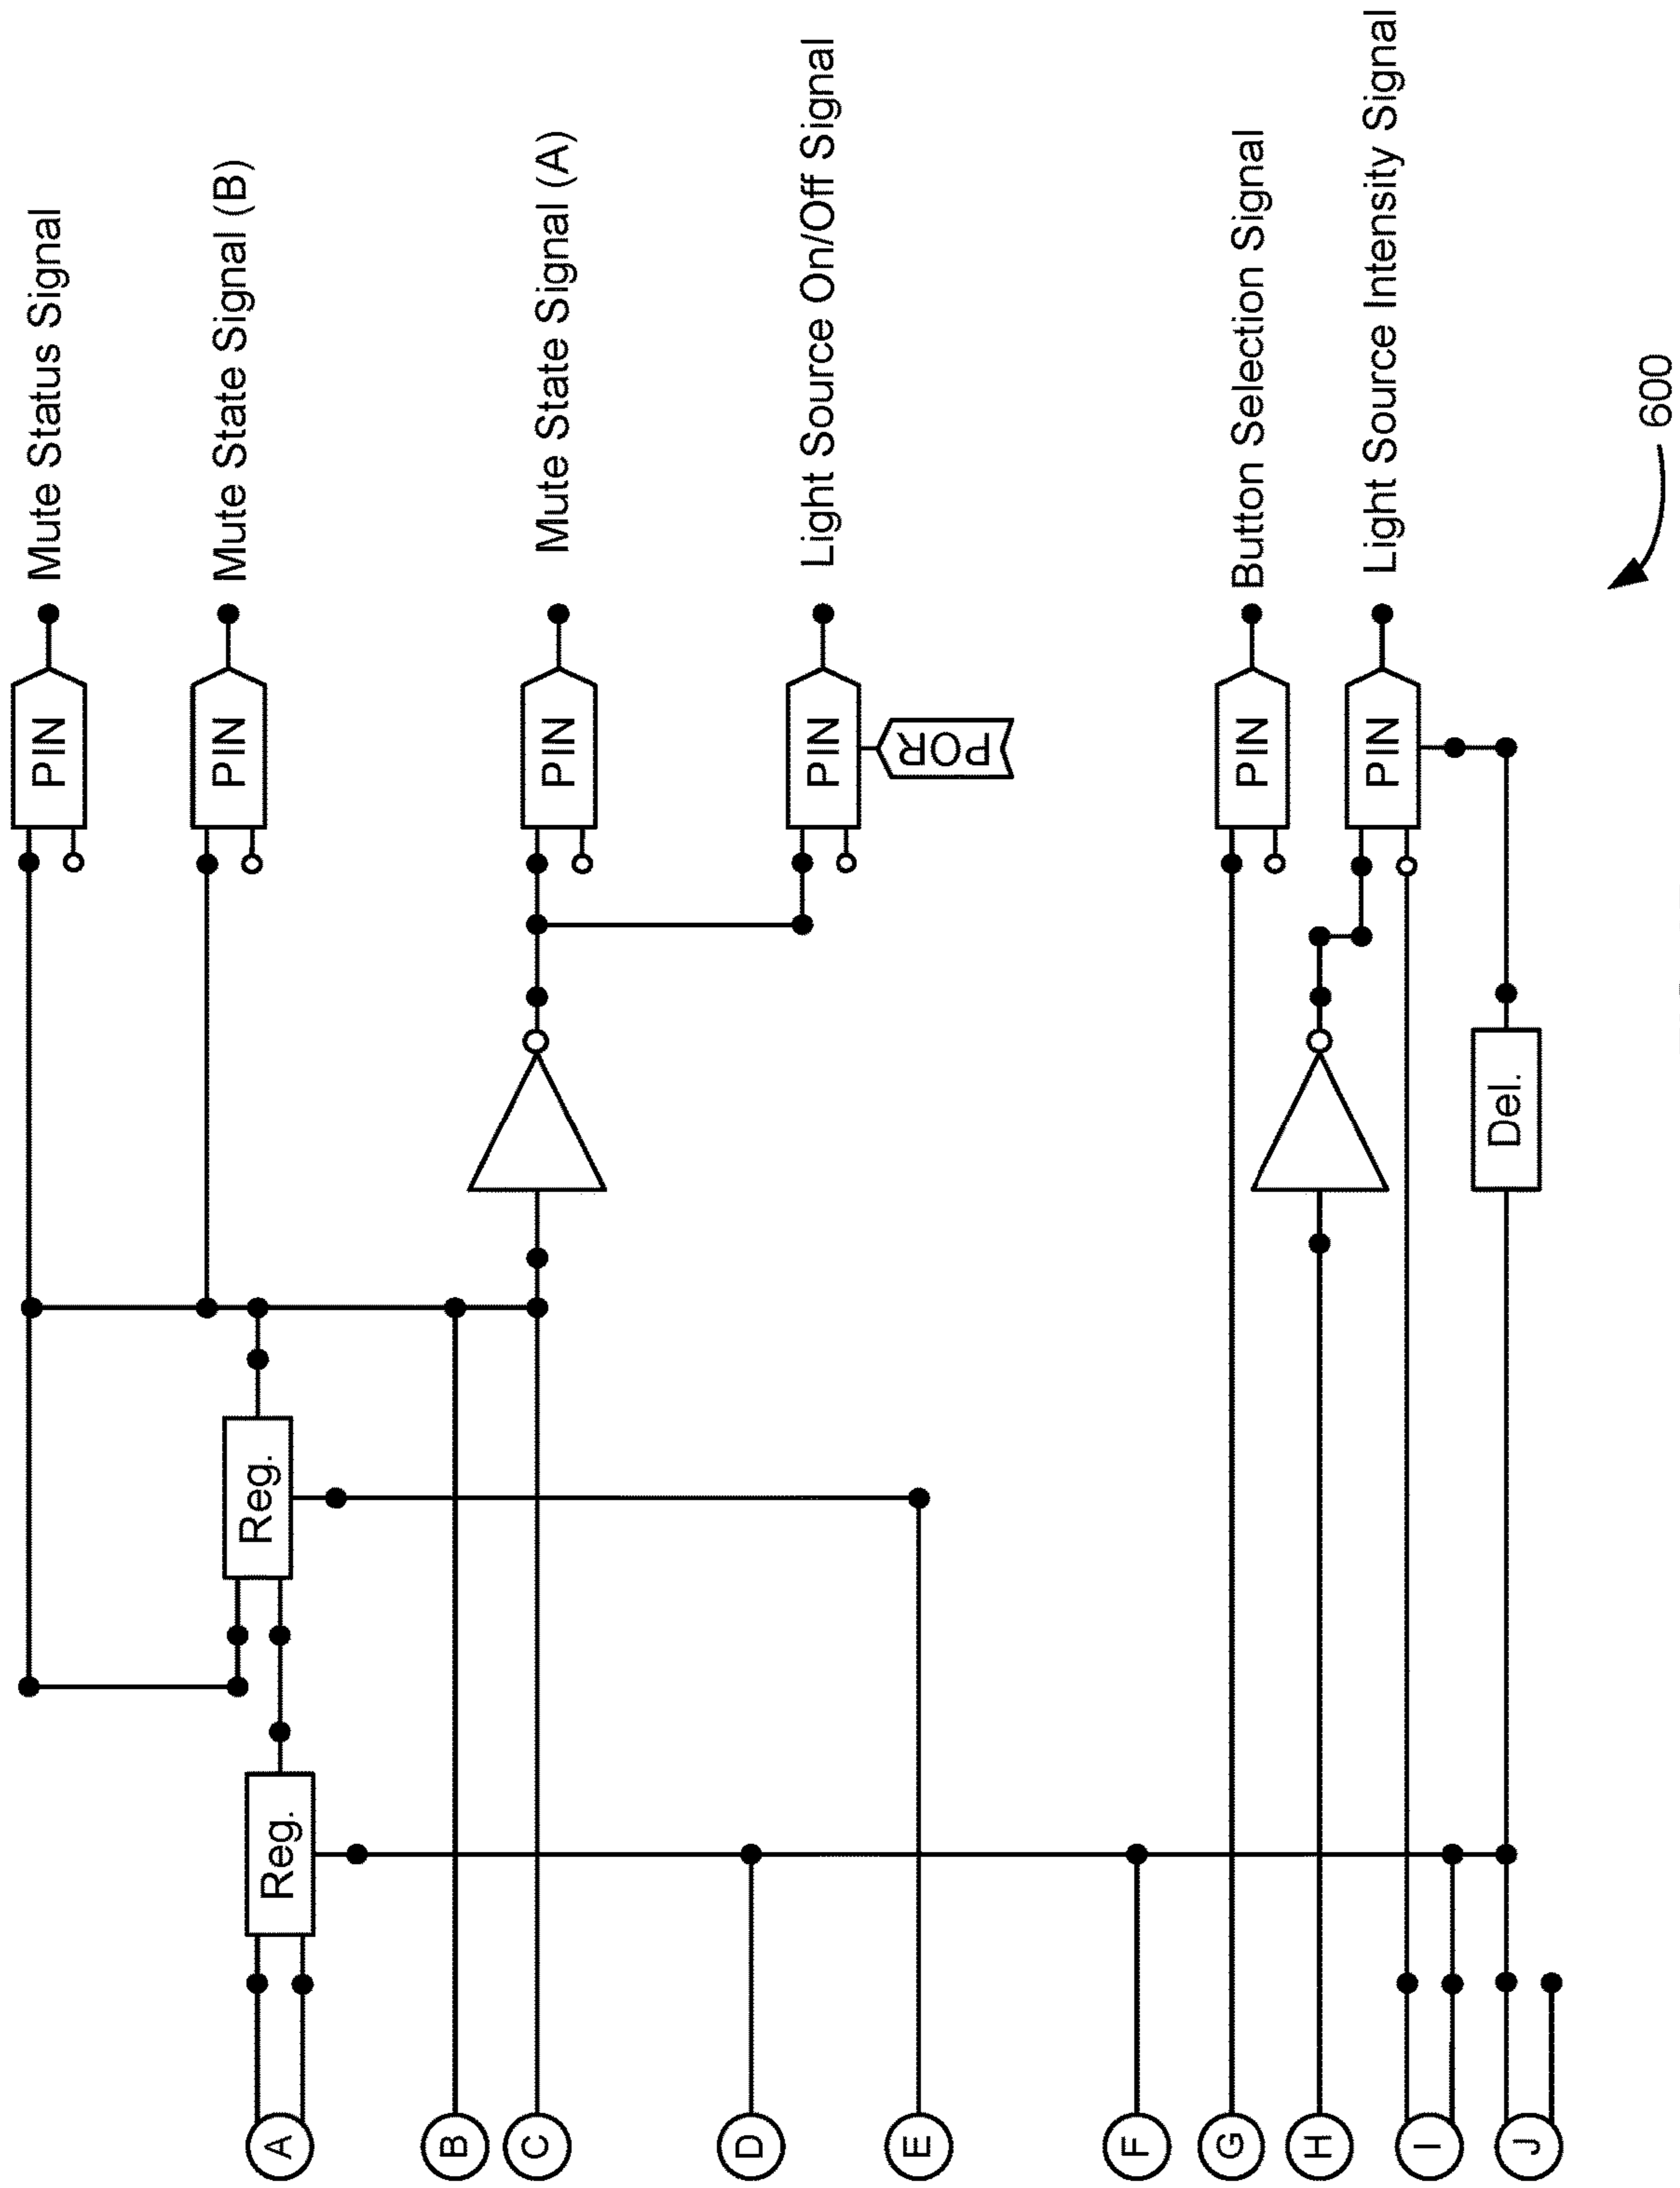 Mute Status Signal
PIN
Mute State Signal (B)
PIN
Mute State Signal (A)
PIN
Light Source On/Off Signal
PIN
POR
Button Selection Signal
PIN
Light Source Intensity Signal
PIN
Reg.
Reg.
Del.
A
B
C
D
E
F
G
H
I
J
600